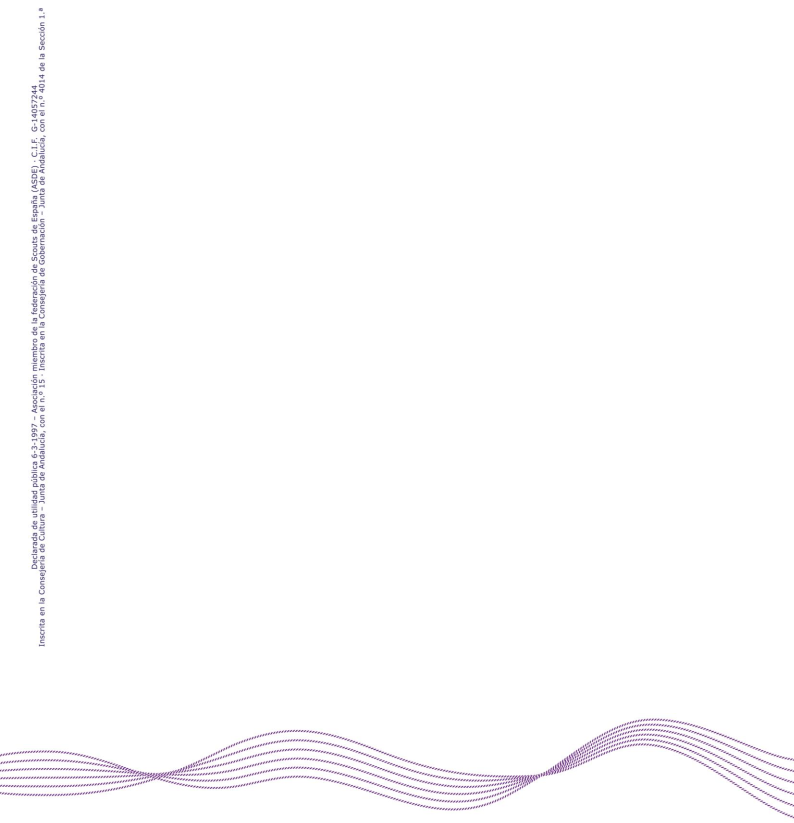 Declarada de utilidad pública 6-3-1997 – Asociación miembro de la federación de Scouts de España (ASDE) · C.I.F. G-14057244
Inscrita en la Consejería de Cultura – Junta de Andalucía, con el n.º 15 · Inscrita en la Consejería de Gobernación – Junta de Andalucía, con el n.º 4014 de la Sección 1.ª